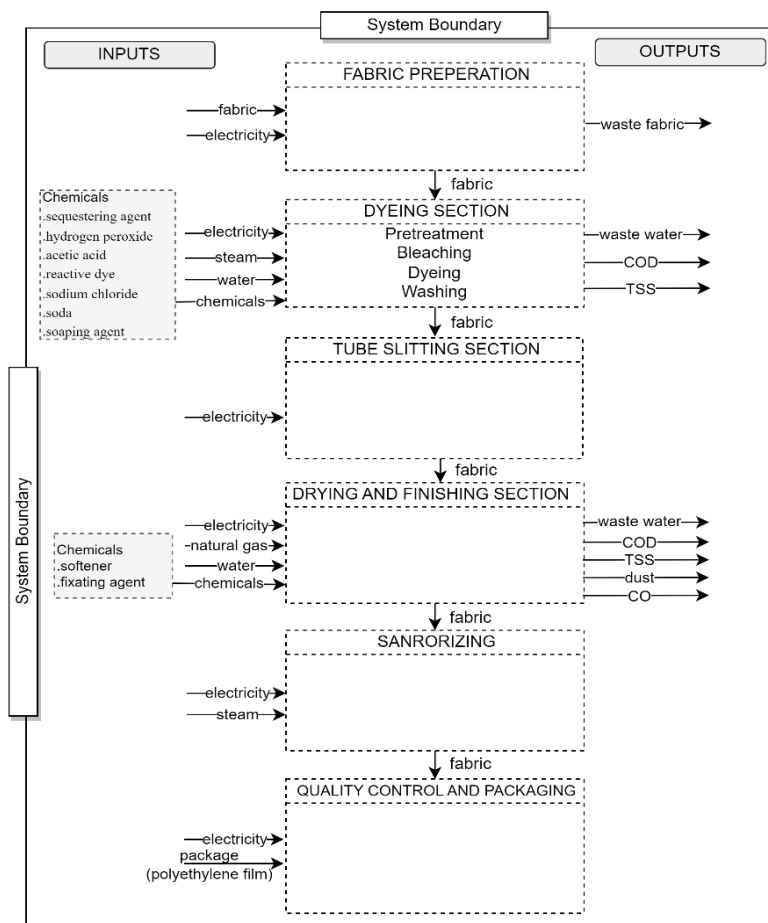 System Boundary
INPUTS
OUTPUTS
FABRIC PREPERATION
fabric
electricity
waste fabric
fabric
Chemicals
.sequestering agent
.hydrogen peroxide
.acetic acid
.reactive dye
.sodium chloride
.soda
.soaping agent
electricity
steam
water
chemicals
DYEING SECTION
Pretreatment
Bleaching
Dyeing
Washing
waste water
COD
TSS
fabric
TUBE SLITTING SECTION
electricity
fabric
System Boundary
DRYING AND FINISHING SECTION
Chemicals
.softener
.fixating agent
electricity
natural gas
water
chemicals
waste water
COD
TSS
dust
CO
fabric
SANRORIZING
electricity
steam
fabric
QUALITY CONTROL AND PACKAGING
electricity
package
(polyethylene film)